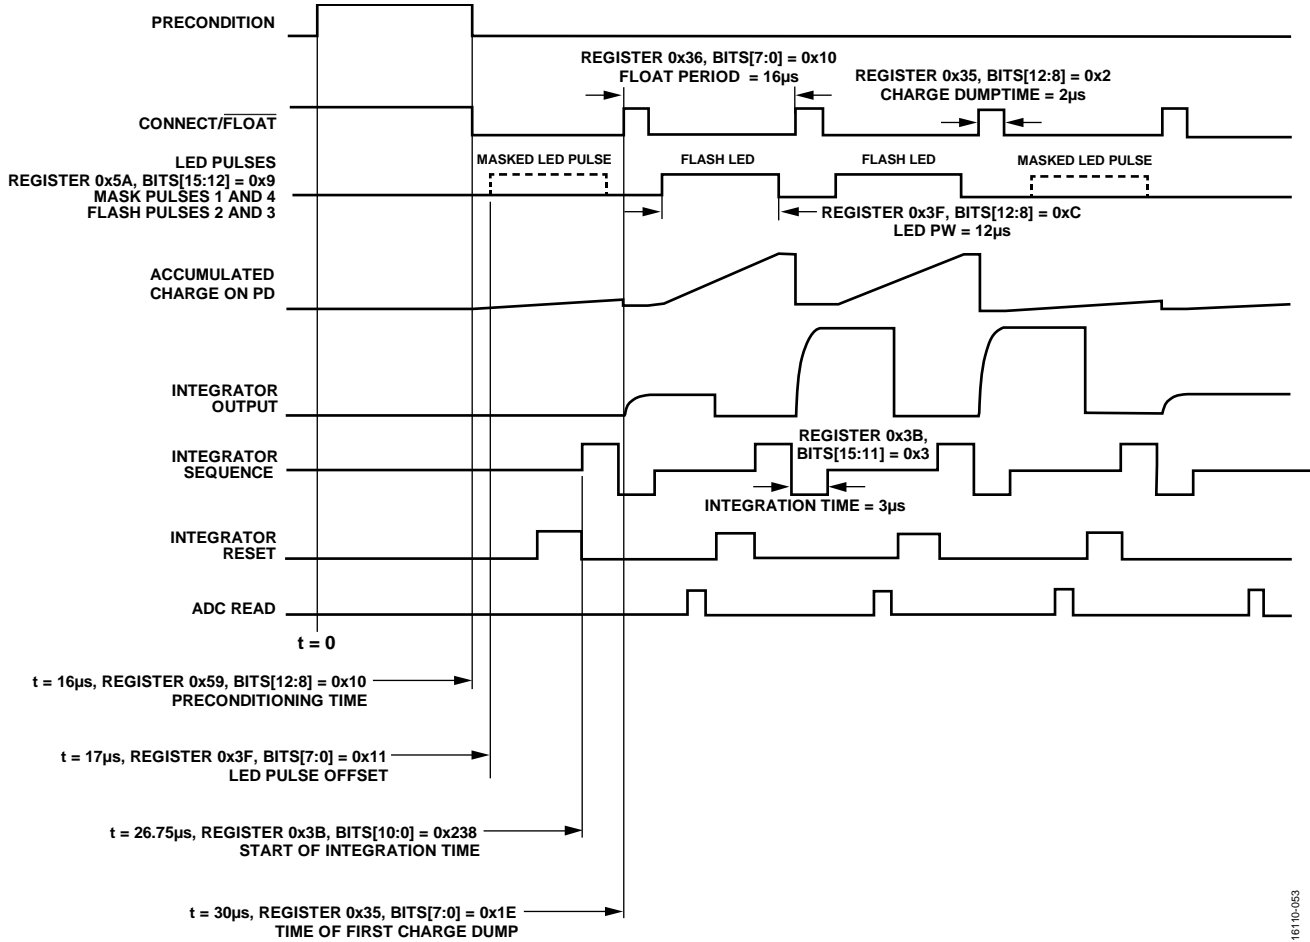 PRECONDITION
REGISTER 0x36, BITS[7:0] = 0x10
FLOAT PERIOD = 16µs
REGISTER 0x35, BITS[12:8] = 0x2
CHARGE DUMPTIME = 2µs
CONNECT/FLOAT
LED PULSES
REGISTER 0x5A, BITS[15:12] = 0x9
MASK PULSES 1 AND 4
FLASH PULSES 2 AND 3
MASKED LED PULSE
FLASH LED
FLASH LED
MASKED LED PULSE
REGISTER 0x3F, BITS[12:8] = 0xC
LED PW = 12µs
ACCUMULATED
CHARGE ON PD
INTEGRATOR
OUTPUT
REGISTER 0x3B,
BITS[15:11] = 0x3
INTEGRATOR
SEQUENCE
INTEGRATION TIME = 3µs
INTEGRATOR
RESET
ADC READ
t = 0
t = 16µs, REGISTER 0x59, BITS[12:8] = 0x10
PRECONDITIONING TIME
t = 17µs, REGISTER 0x3F, BITS[7:0] = 0x11
LED PULSE OFFSET
t = 26.75µs, REGISTER 0x3B, BITS[10:0] = 0x238
START OF INTEGRATION TIME
t = 30µs, REGISTER 0x35, BITS[7:0] = 0x1E
TIME OF FIRST CHARGE DUMP
16110-053